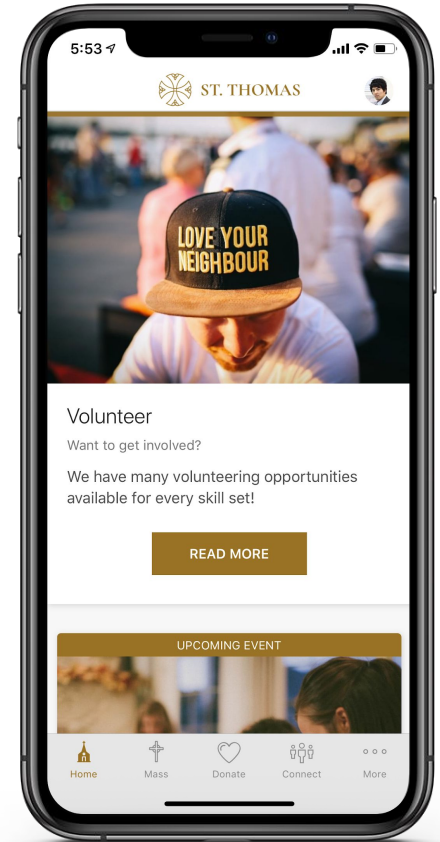 5:53
ST. THOMAS
LOVE YOUR
NEIGHBOUR
Volunteer
Want to get involved?
We have many volunteering opportunities
available for every skill set!
READ MORE
UPCOMING EVENT
Home Mass Donate Connect More